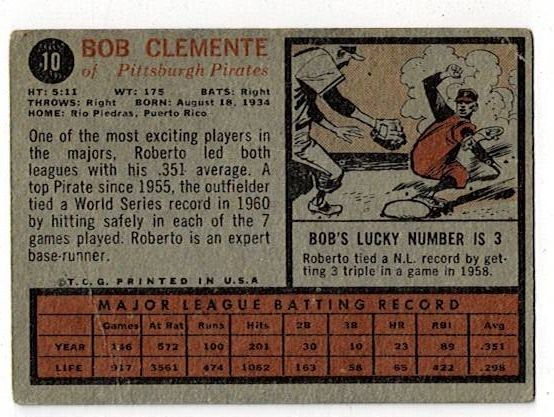 10
BOB CLEMENTE
of Pittsburgh Pirates
HT: 5:11 WT: 175 BATS: Right
THROWS: Right BORN: August 18, 1934
HOME: Rio Piedras, Puerto Rico
One of the most exciting players in
the majors, Roberto led both
leagues with his .351 average. A
top Pirate since 1955, the outfielder
tied a World Series record in 1960
by hitting safely in each of the 7
games played. Roberto is an expert
base-runner.
©T.C.G. PRINTED IN U.S.A
BOB'S LUCKY NUMBER IS 3
Roberto tied a N.L. record by get-
ting 3 triple in a game in 1958.
MAJOR LEAGUE BATTING RECORD
Games At Bat Runs Hits 2B 3B HR RBI Avg
YEAR 146 572 100 201 30 10 23 89 .351
LIFE 917 3561 474 1062 163 58 65 422 .298